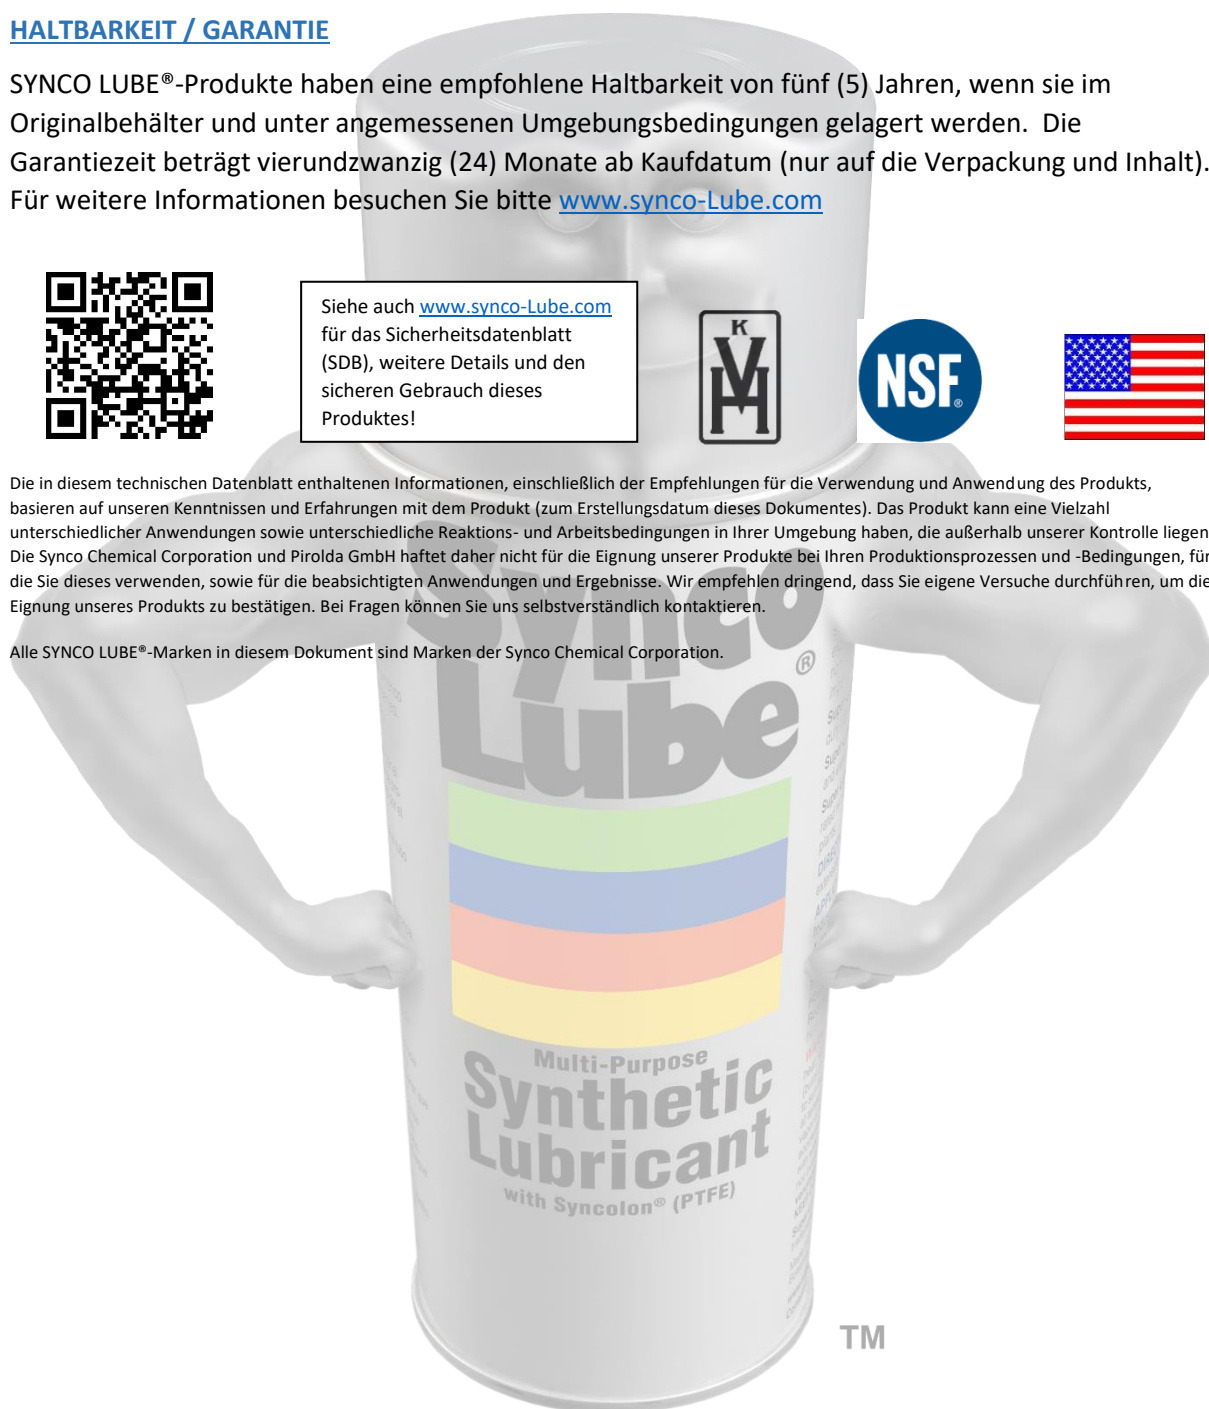 HALTBARKEIT / GARANTIE
SYNCO LUBE®-Produkte haben eine empfohlene Haltbarkeit von fünf (5) Jahren, wenn sie im
Originalbehälter und unter angemessenen Umgebungsbedingungen gelagert werden.  Die
Garantiezeit beträgt vierundzwanzig (24) Monate ab Kaufdatum (nur auf die Verpackung und Inhalt).
Für weitere Informationen besuchen Sie bitte www.synco-Lube.com
Siehe auch www.synco-Lube.com
für das Sicherheitsdatenblatt
(SDB), weitere Details und den
sicheren Gebrauch dieses
Produktes!
K
VHM
NSF®
Die in diesem technischen Datenblatt enthaltenen Informationen, einschließlich der Empfehlungen für die Verwendung und Anwendung des Produkts,
basieren auf unseren Kenntnissen und Erfahrungen mit dem Produkt (zum Erstellungsdatum dieses Dokumentes). Das Produkt kann eine Vielzahl
unterschiedlicher Anwendungen sowie unterschiedliche Reaktions- und Arbeitsbedingungen in Ihrer Umgebung haben, die außerhalb unserer Kontrolle liegen
Die Synco Chemical Corporation und Pirolda GmbH haftet daher nicht für die Eignung unserer Produkte bei Ihren Produktionsprozessen und -Bedingungen, für
die Sie dieses verwenden, sowie für die beabsichtigten Anwendungen und Ergebnisse. Wir empfehlen dringend, dass Sie eigene Versuche durchführen, um die
Eignung unseres Produkts zu bestätigen. Bei Fragen können Sie uns selbstverständlich kontaktieren.
Alle SYNCO LUBE®-Marken in diesem Dokument sind Marken der Synco Chemical Corporation.
Synco
Lube®
Multi-Purpose
Synthetic
Lubricant
with Syncolon® (PTFE)
TM